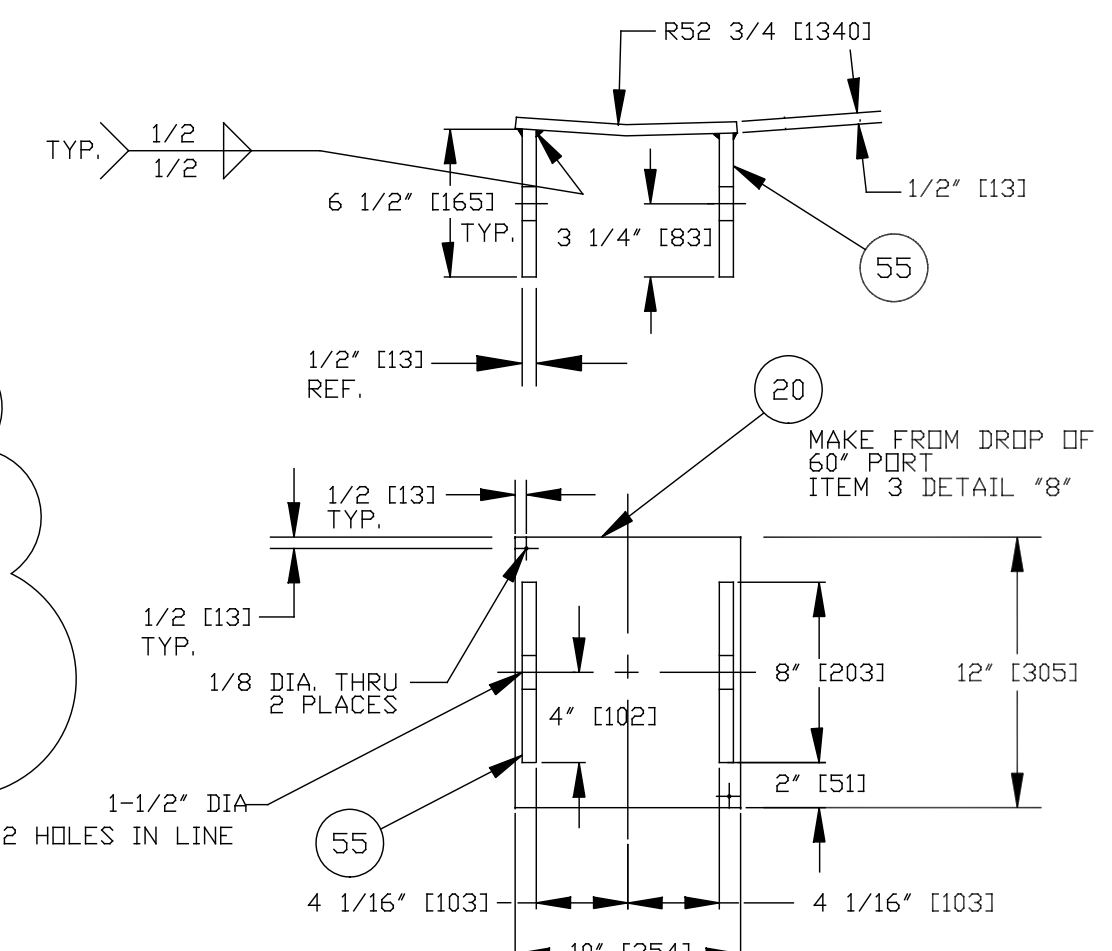 R52 3/4 [1340]
TYP.
1/2
1/2
6 1/2" [165]
TYP.
3 1/4" [83]
1/2" [13]
55
1/2" [13]
REF.
20
MAKE FROM DROP OF
60" PORT
ITEM 3 DETAIL "8"
1/2 [13]
TYP.
1/2 [13]
TYP.
1/8 DIA. THRU
2 PLACES
8" [203]
12" [305]
4" [102]
2" [51]
1-1/2" DIA
2 HOLES IN LINE
55
4 1/16" [103]
4 1/16" [103]
10" [254]